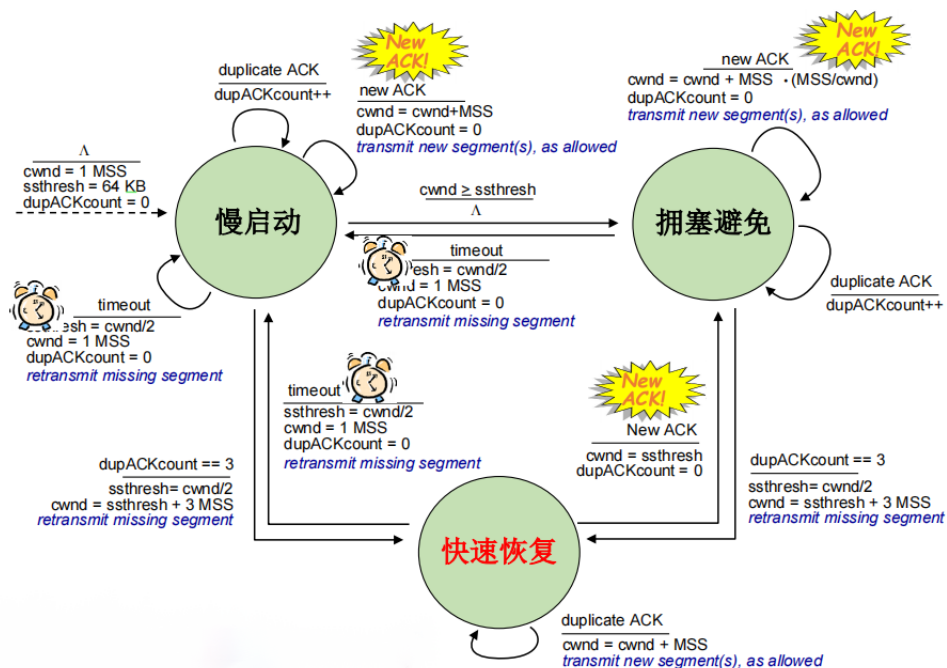 New
ACK!
duplicate ACK
dupACKcount++
new ACK
cwnd = cwnd+MSS
dupACKcount = 0
transmit new segment(s), as allowed
New
ACK!
new ACK
cwnd = cwnd + MSS • (MSS/cwnd)
dupACKcount = 0
transmit new segment(s), as allowed
Λ
cwnd = 1 MSS
ssthresh = 64 KB
dupACKcount = 0
慢启动
cwnd ≥ ssthresh
Λ
拥塞避免
timeout
resh = cwnd/2
cwnd = 1 MSS
dupACKcount = 0
retransmit missing segment
duplicate ACK
dupACKcount++
timeout
= cwnd/2
cwnd = 1 MSS
dupACKcount = 0
retransmit missing segment
timeout
ssthresh = cwnd/2
cwnd = 1 MSS
dupACKcount = 0
retransmit missing segment
New
ACK!
New ACK
cwnd = ssthresh
dupACKcount = 0
dupACKcount == 3
ssthresh= cwnd/2
cwnd = ssthresh + 3 MSS
retransmit missing segment
dupACKcount == 3
ssthresh= cwnd/2
cwnd = ssthresh + 3 MSS
retransmit missing segment
快速恢复
duplicate ACK
cwnd = cwnd + MSS
transmit new segment(s), as allowed